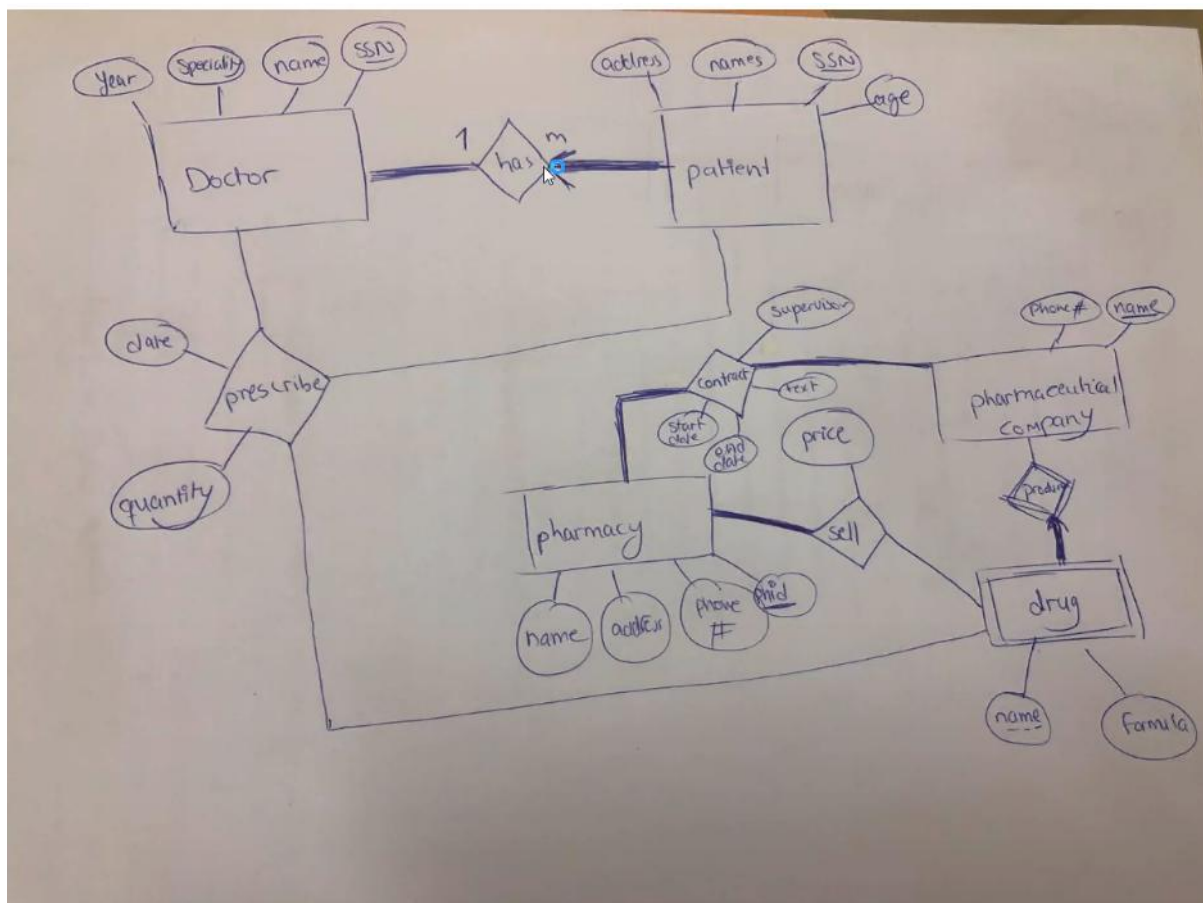 Year
speciality
name
SSN
address
names
SSN
age
Doctor
1
has
m
patient
date
prescribe
quantity
supervisor
contract
text
start
date
end
date
phone#
name
pharmaceutical
company
price
pharmacy
sell
name
address
phone
#
phid
drug
name
formula